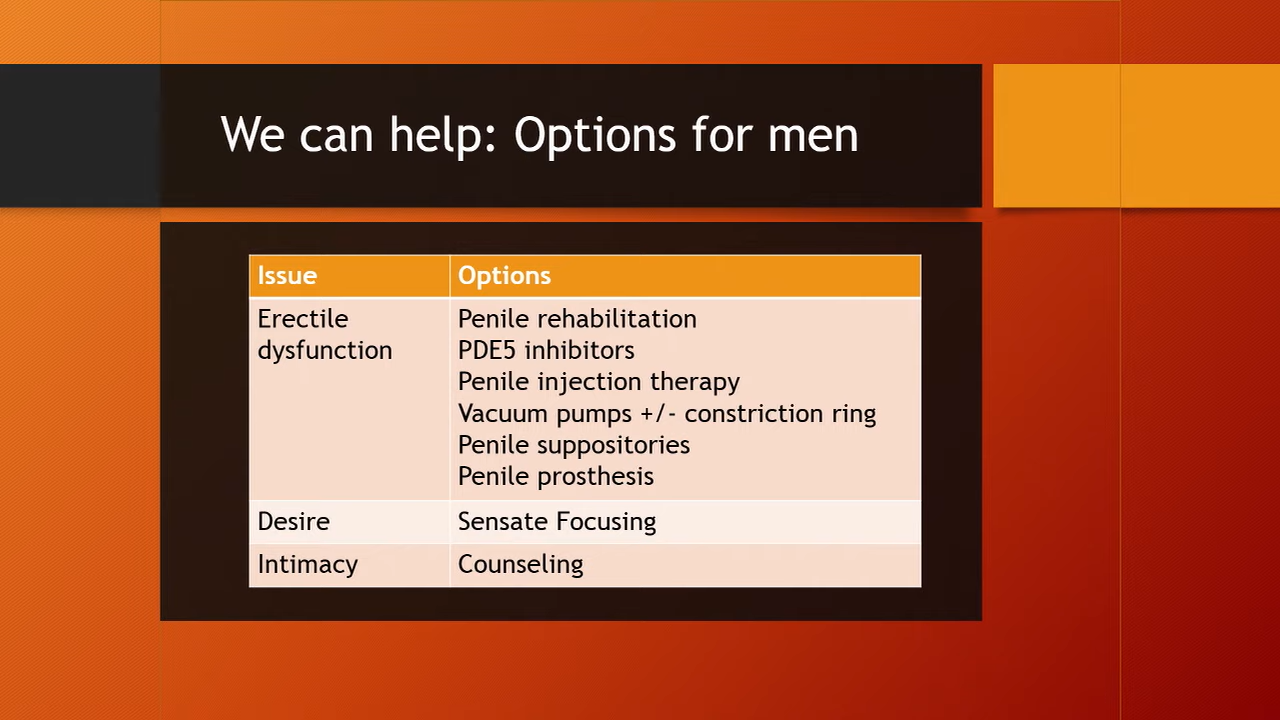 We can help: Options for men
Issue
Options
Erectile
dysfunction
Penile rehabilitation
PDE5 inhibitors
Penile injection therapy
Vacuum pumps +/- constriction ring
Penile suppositories
Penile prosthesis
Desire
Sensate Focusing
Intimacy
Counseling